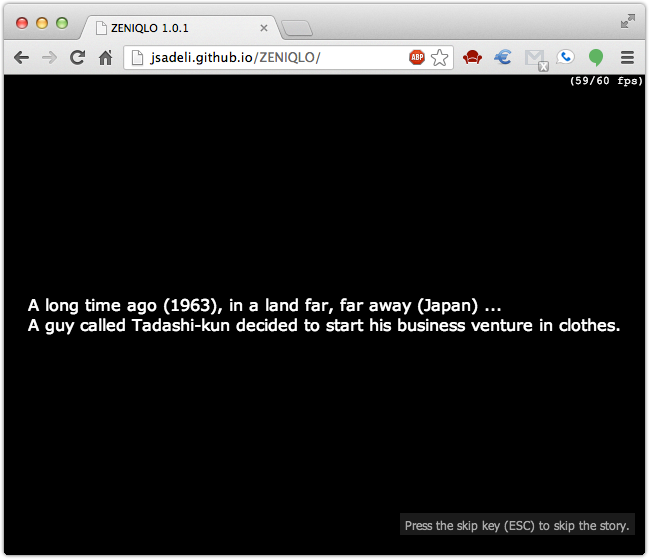 ZENIQLO 1.0.1
jsadeli.github.io/ZENIQLO/
ABP
(59/60 fps)
A long time ago (1963), in a land far, far away (Japan) ...
A guy called Tadashi-kun decided to start his business venture in clothes.
Press the skip key (ESC) to skip the story.